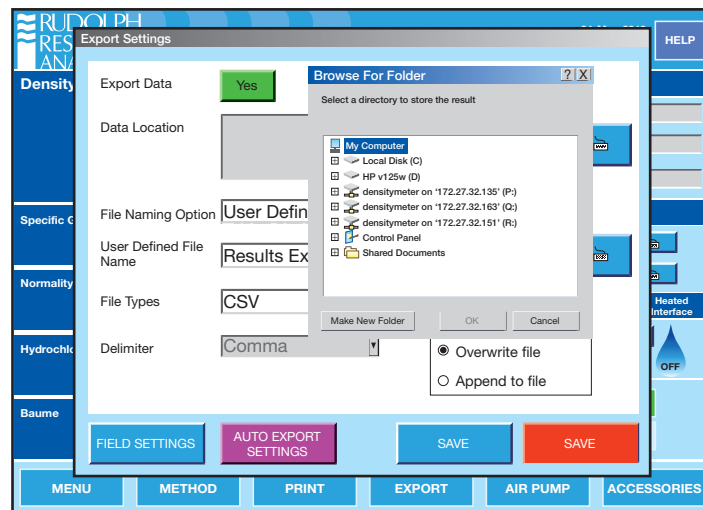 RUDOLPH
RES
ANA
Export Settings
HELP
Density
Export Data
Yes
Browse For Folder
? X
Select a directory to store the result
Data Location
My Computer
Local Disk (C)
HP v125w (D)
densitymeter on '172.27.32.135' (P:)
densitymeter on '172.27.32.163' (Q:)
densitymeter on '172.27.32.151' (R:)
Control Panel
Shared Documents
File Naming Option
User Defin
Specific G
User Defined File
Name
Results Ex
Normality
File Types
CSV
Make New Folder
OK
Cancel
Heated
Interface
Hydrochlo
Delimiter
Comma
Overwrite file
Append to file
OFF
Baume
FIELD SETTINGS
AUTO EXPORT
SETTINGS
SAVE
SAVE
MENU
METHOD
PRINT
EXPORT
AIR PUMP
ACCESSORIES